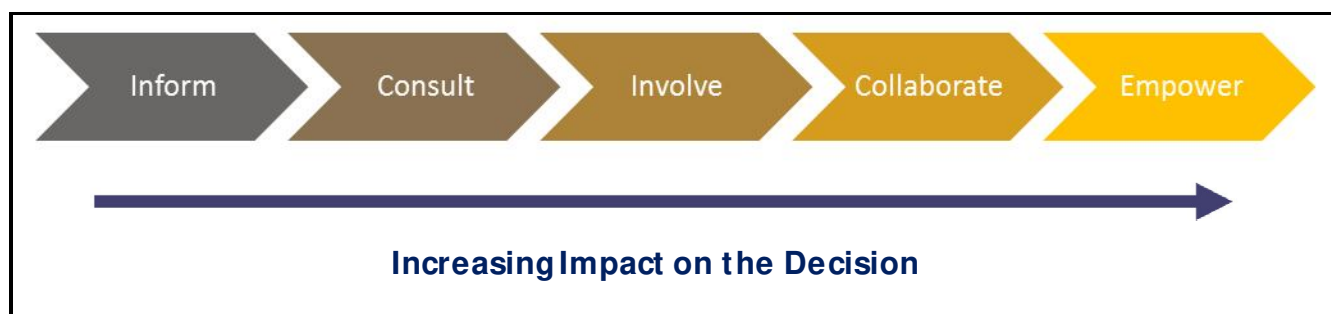 Inform Consult Involve Collaborate Empower
Increasing Impact on the Decision